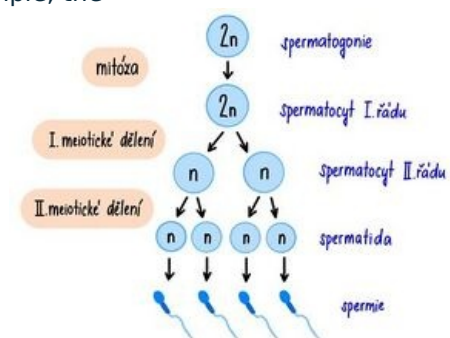 2n spermatogonie
mitóza
2n spermatocyt I. řádu
I. meiotické dělení
n n spermatocyt II. řádu
II. meiotické dělení
n n n n spermatida
spermie